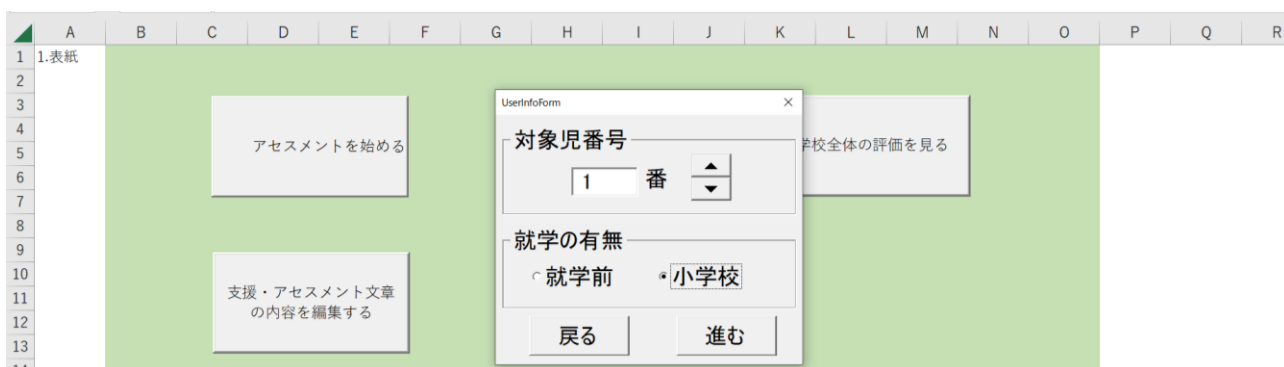 A B C D E F G H I J K L M N O P Q R
1 1.表紙
2
3
4
5
6
7
8
9
10
11
12
13
アセスメントを始める
支援・アセスメント文章
の内容を編集する
UserInfoForm ×
対象児番号
1 番
就学の有無
就学前 小学校
戻る 進む
学校全体の評価を見る